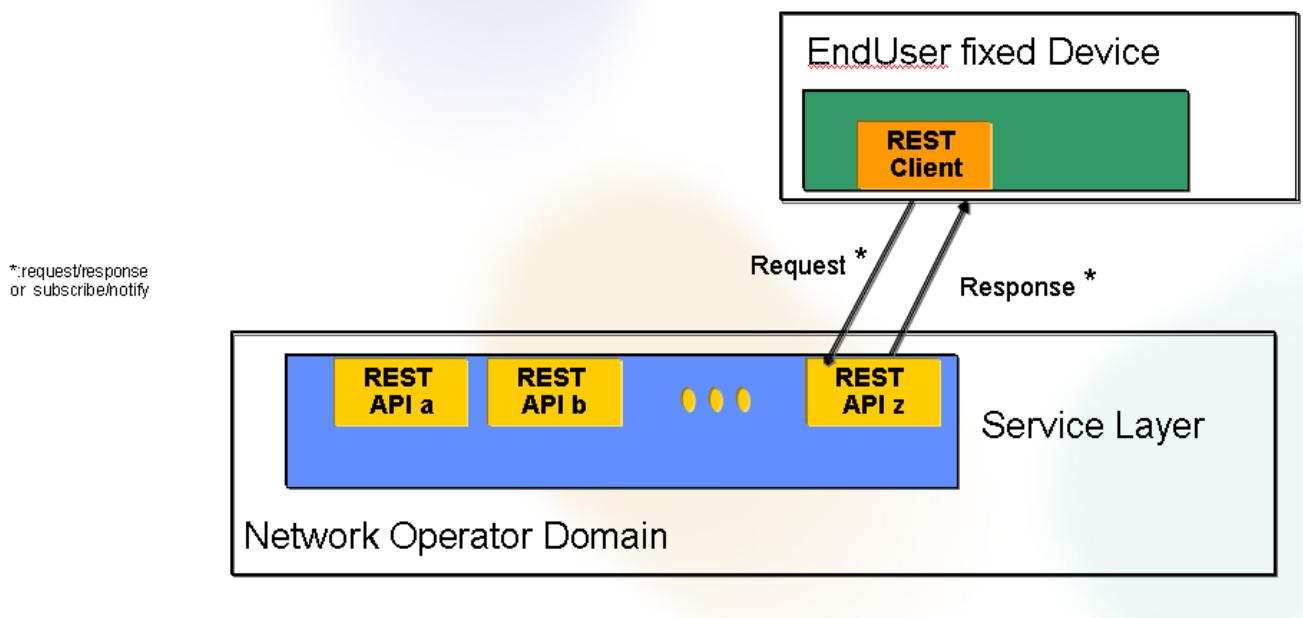 EndUser fixed Device
REST
Client
Request *
Response *
*:request/response
or subscribe/notify
REST
API a
REST
API b
REST
API z
Service Layer
Network Operator Domain